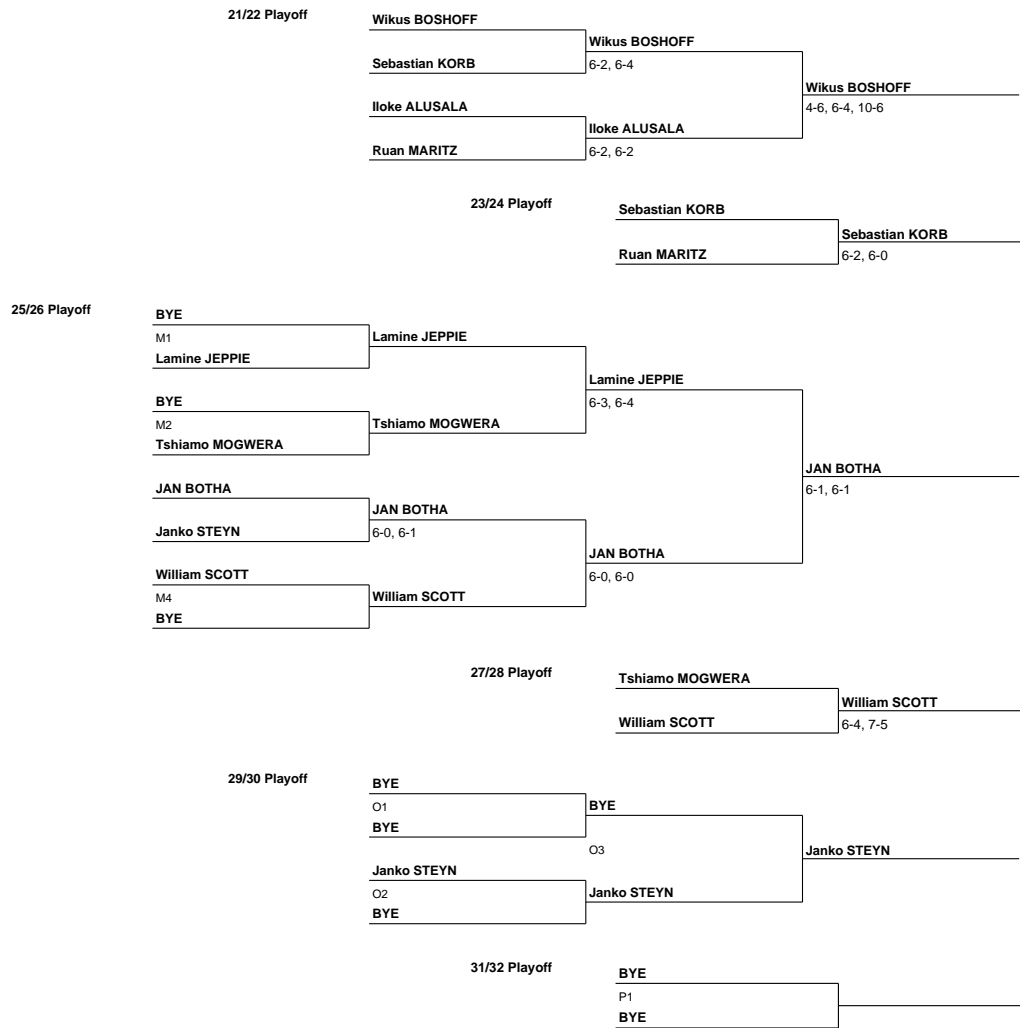 21/22 Playoff
Wikus BOSHOFF
Wikus BOSHOFF
Sebastian KORB
6-2, 6-4
Wikus BOSHOFF
Iloke ALUSALA
4-6, 6-4, 10-6
Iloke ALUSALA
Ruan MARITZ
6-2, 6-2
23/24 Playoff
Sebastian KORB
Sebastian KORB
Ruan MARITZ
6-2, 6-0
25/26 Playoff
BYE
M1
Lamine JEPPIE
Lamine JEPPIE
Lamine JEPPIE
6-3, 6-4
BYE
M2
Tshiamo MOGWERA
Tshiamo MOGWERA
JAN BOTHA
6-1, 6-1
JAN BOTHA
JAN BOTHA
Janko STEYN
6-0, 6-1
JAN BOTHA
6-0, 6-0
William SCOTT
M4
William SCOTT
BYE
27/28 Playoff
Tshiamo MOGWERA
William SCOTT
William SCOTT
6-4, 7-5
29/30 Playoff
BYE
O1
BYE
BYE
O3
Janko STEYN
Janko STEYN
O2
Janko STEYN
BYE
31/32 Playoff
BYE
P1
BYE